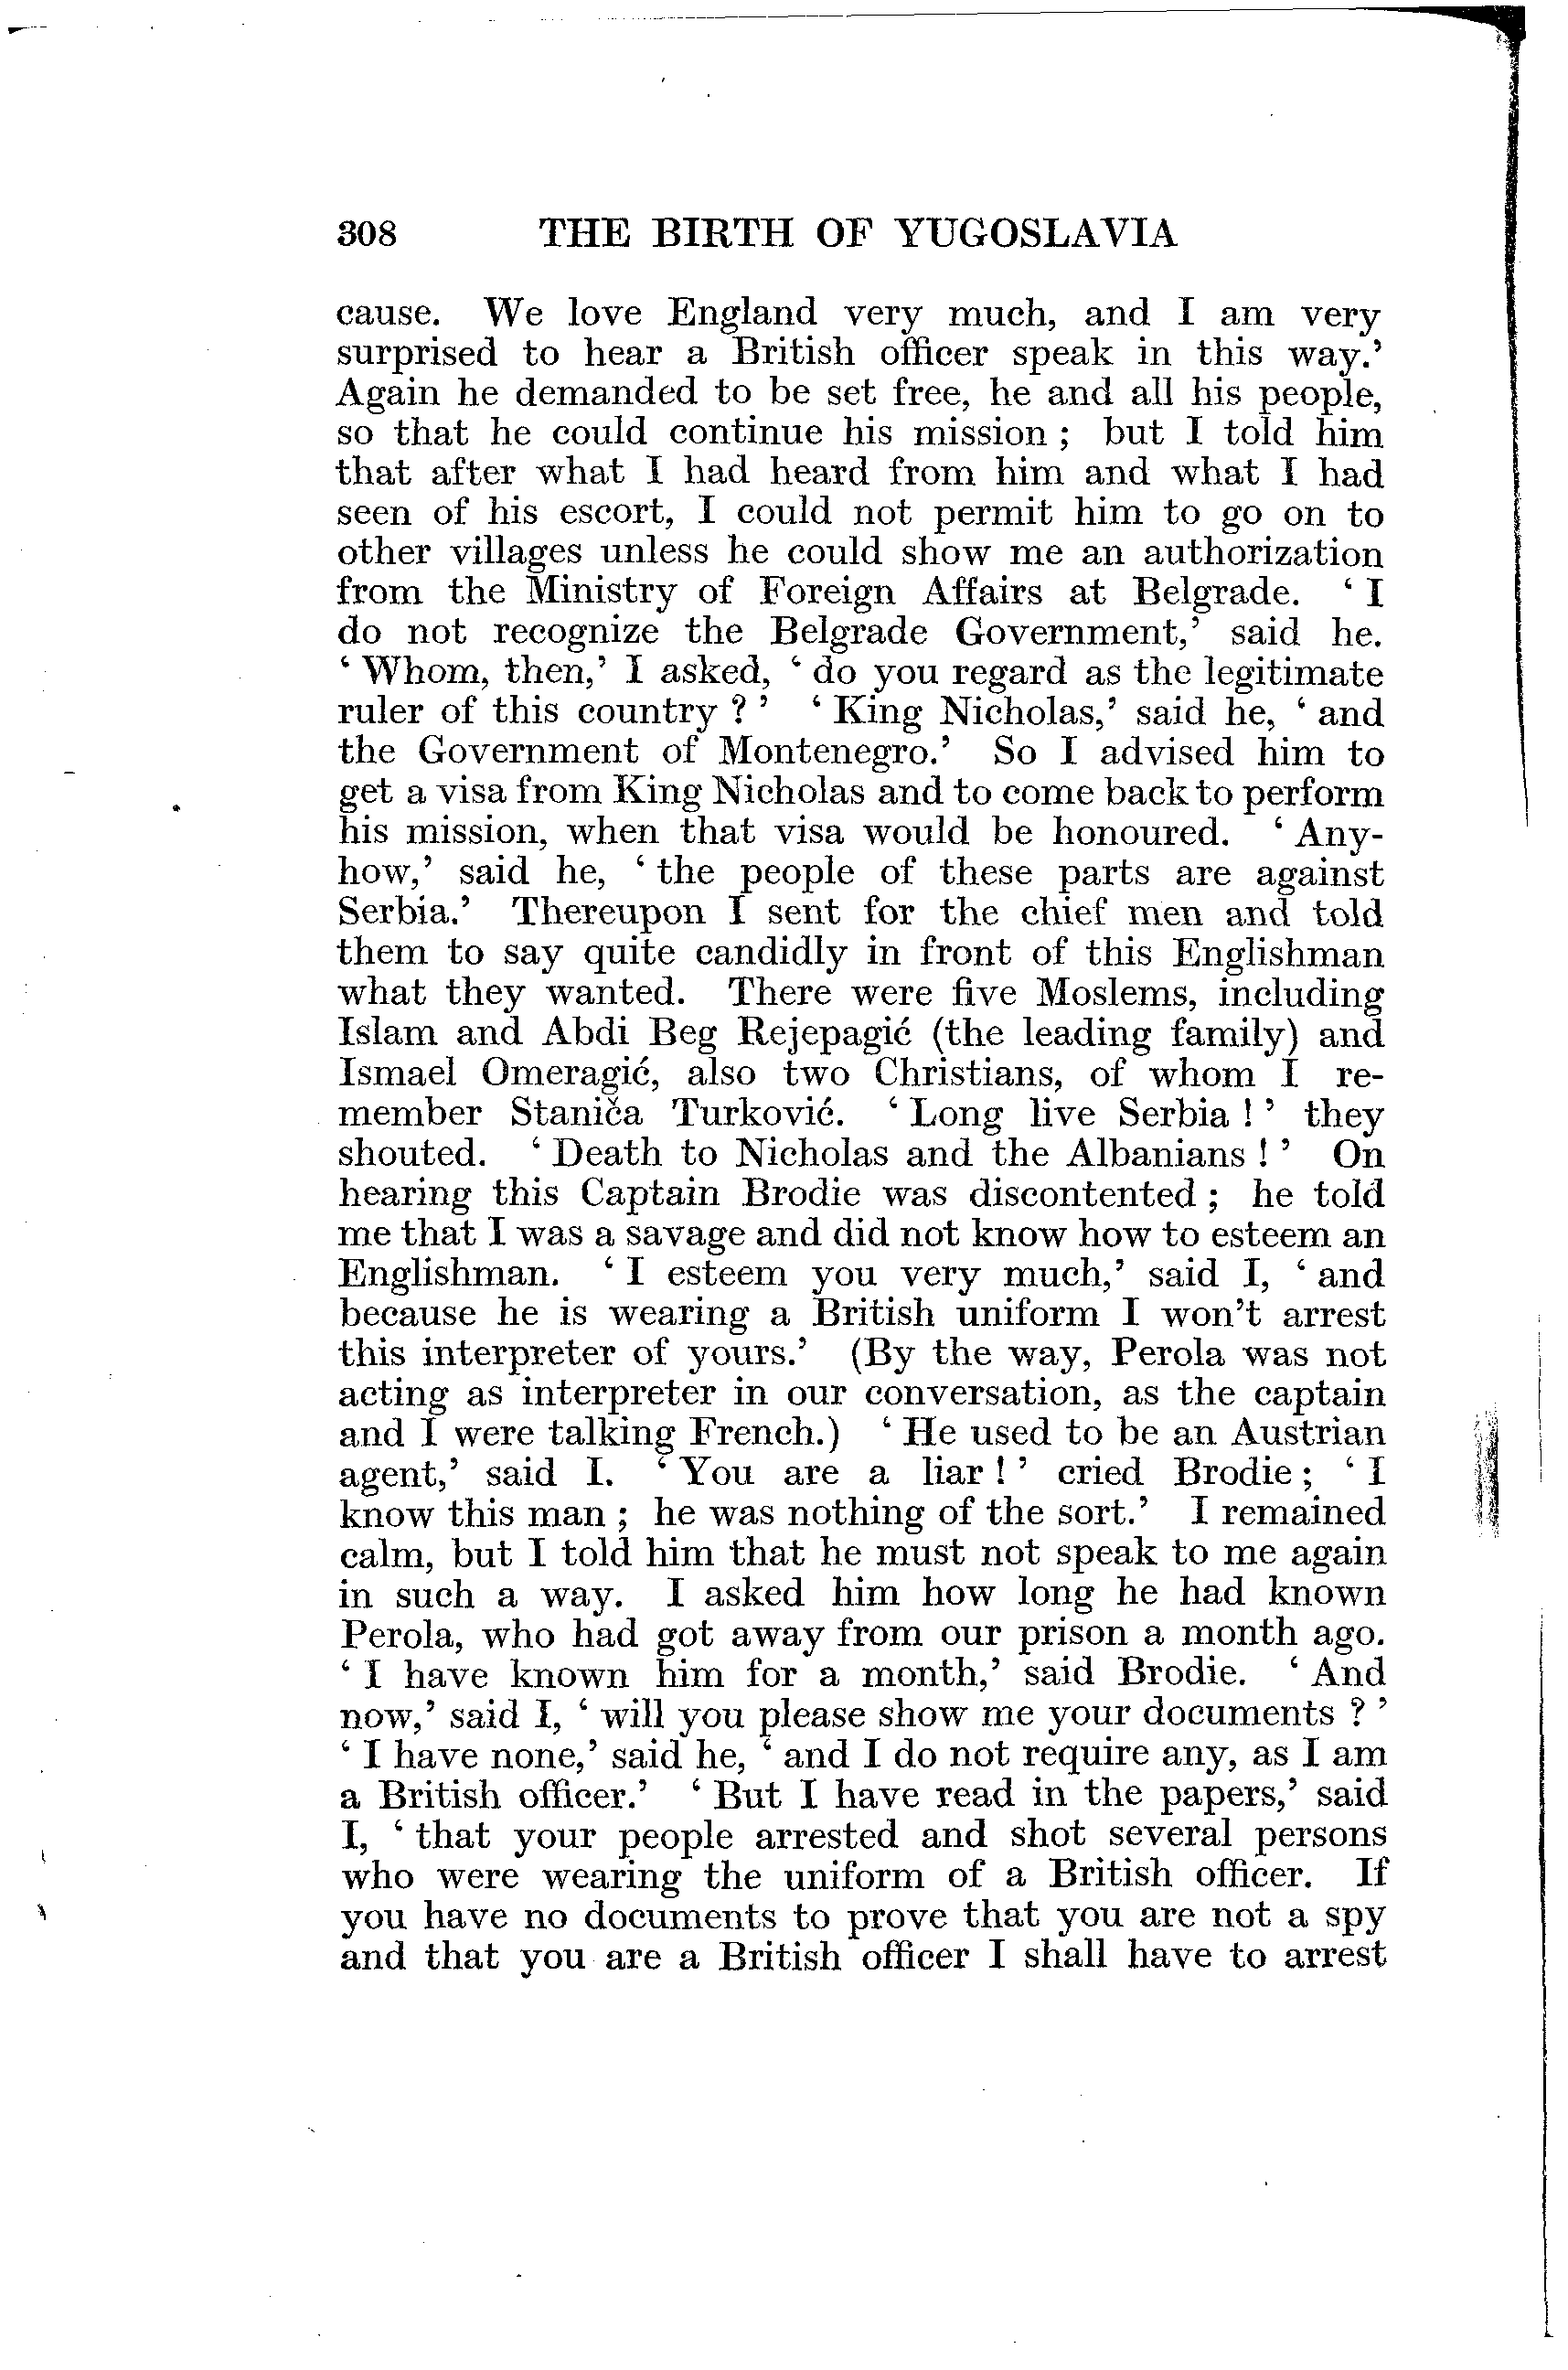 308 THE BIRTH OF YUGOSLAVIA
cause. We love England very much, and I am very
surprised to hear a British officer speak in this way.’
Again he demanded to be set free, he and all his people,
so that he could continue his mission ; but I told him
that after what I had heard from him and what I had
seen of his escort, I could not permit him to go on to
other villages unless he could show me an authorization
from the Ministry of Foreign Affairs at Belgrade. ‘ I
do not recognize the Belgrade Government,’ said he.
‘ Whom, then,’ I asked, ‘ do you regard as the legitimate
ruler of this country ? ’ ‘ King Nicholas,’ said he, ‘ and
the Government of Montenegro.’ So I advised him to
get a visa from King Nicholas and to come back to perform
his mission, when that visa would be honoured. ‘ Any-
how,’ said he, ‘ the people of these parts are against
Serbia.’ Thereupon I sent for the chief men and told
them to say quite candidly in front of this Englishman
what they wanted. There were five Moslems, including
Islam and Abdi Beg Rejepagić (the leading family) and
Ismael Omeragić, also two Christians, of whom I re-
member Staniča Turković. ‘ Long live Serbia ! ’ they
shouted. ‘ Death to Nicholas and the Albanians ! ’ On
hearing this Captain Brodie was discontented ; he told
me that I was a savage and did not know how to esteem an
Englishman. ‘ I esteem you very much,’ said I, ‘ and
because he is wearing a British uniform I won’t arrest
this interpreter of yours.’ (By the way, Perola was not
acting as interpreter in our conversation, as the captain
and I were talking French.) ‘ He used to be an Austrian
agent,’ said I. ‘ You are a liar ! ’ cried Brodie ; ‘ I
know this man ; he was nothing of the sort.’ I remained
calm, but I told him that he must not speak to me again
in such a way. I asked him how long he had known
Perola, who had got away from our prison a month ago.
‘ I have known him for a month,’ said Brodie. ‘ And
now,’ said I, ‘ will you please show me your documents ? ’
‘ I have none,’ said he, ‘ and I do not require any, as I am
a British officer.’ ‘ But I have read in the papers,’ said
I, ‘ that your people arrested and shot several persons
who were wearing the uniform of a British officer. If
you have no documents to prove that you are not a spy
and that you are a British officer I shall have to arrest